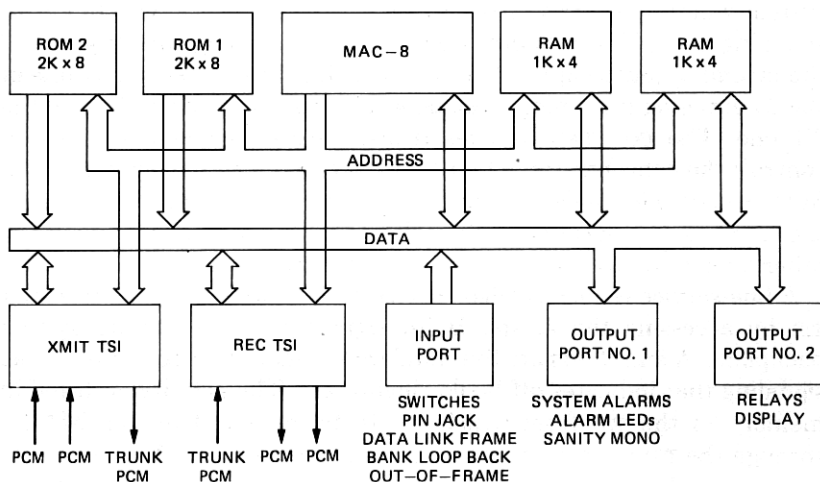 ROM 2
2K x 8
ROM 1
2K x 8
MAC-8
RAM
1K x 4
RAM
1K x 4
ADDRESS
DATA
XMIT TSI
REC TSI
INPUT
PORT
OUTPUT
PORT NO. 1
OUTPUT
PORT NO. 2
PCM
PCM
TRUNK
PCM
TRUNK
PCM
PCM
PCM
SWITCHES
PIN JACK
DATA LINK FRAME
BANK LOOP BACK
OUT-OF-FRAME
SYSTEM ALARMS
ALARM LEDs
SANITY MONO
RELAYS
DISPLAY